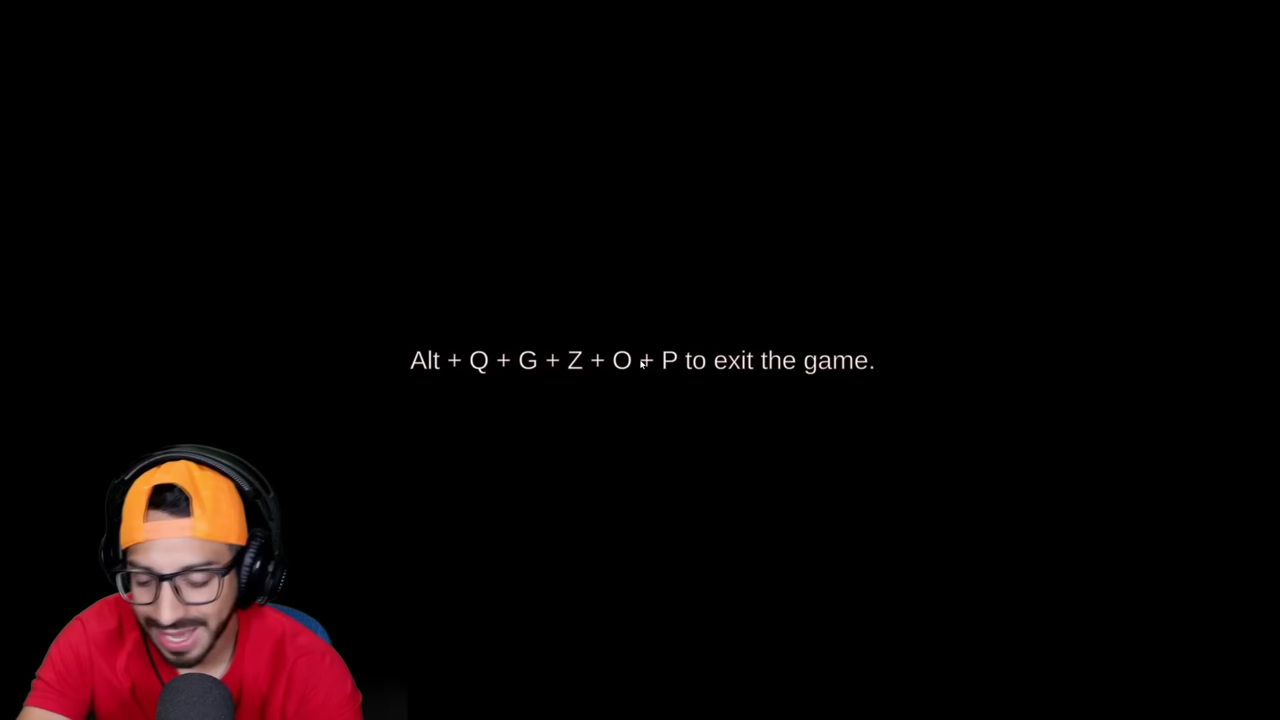 Alt + Q + G + Z + O + P to exit the game.